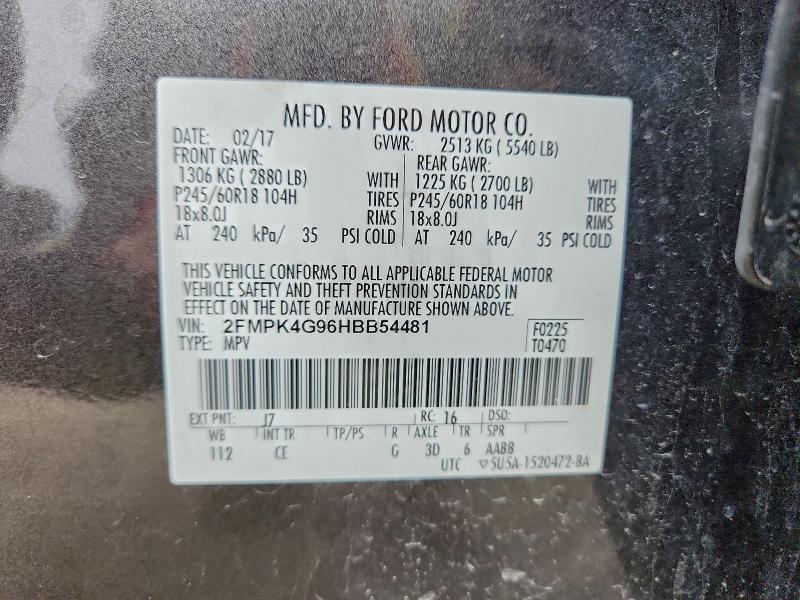 MFD. BY FORD MOTOR CO.
DATE: 02/17 GVWR: 2513 KG ( 5540 LB)
FRONT GAWR: REAR GAWR:
1306 KG ( 2880 LB) WITH 1225 KG ( 2700 LB) WITH
P245/60R18 104H TIRES P245/60R18 104H TIRES
18x8.0J RIMS 18x8.0J RIMS
AT 240 kPa/ 35 PSI COLD AT 240 kPa/ 35 PSI COLD
THIS VEHICLE CONFORMS TO ALL APPLICABLE FEDERAL MOTOR
VEHICLE SAFETY AND THEFT PREVENTION STANDARDS IN
EFFECT ON THE DATE OF MANUFACTURE SHOWN ABOVE.
VIN: 2FMPK4G96HBB54481 F0225
TYPE: MPV T0470
EXT PNT: J7 RC: 16 DSO:
WB INT TR TP/PS R AXLE TR SPR
112 CE G 3D 6 AABB
UTC ▽5U5A-1520472-BA